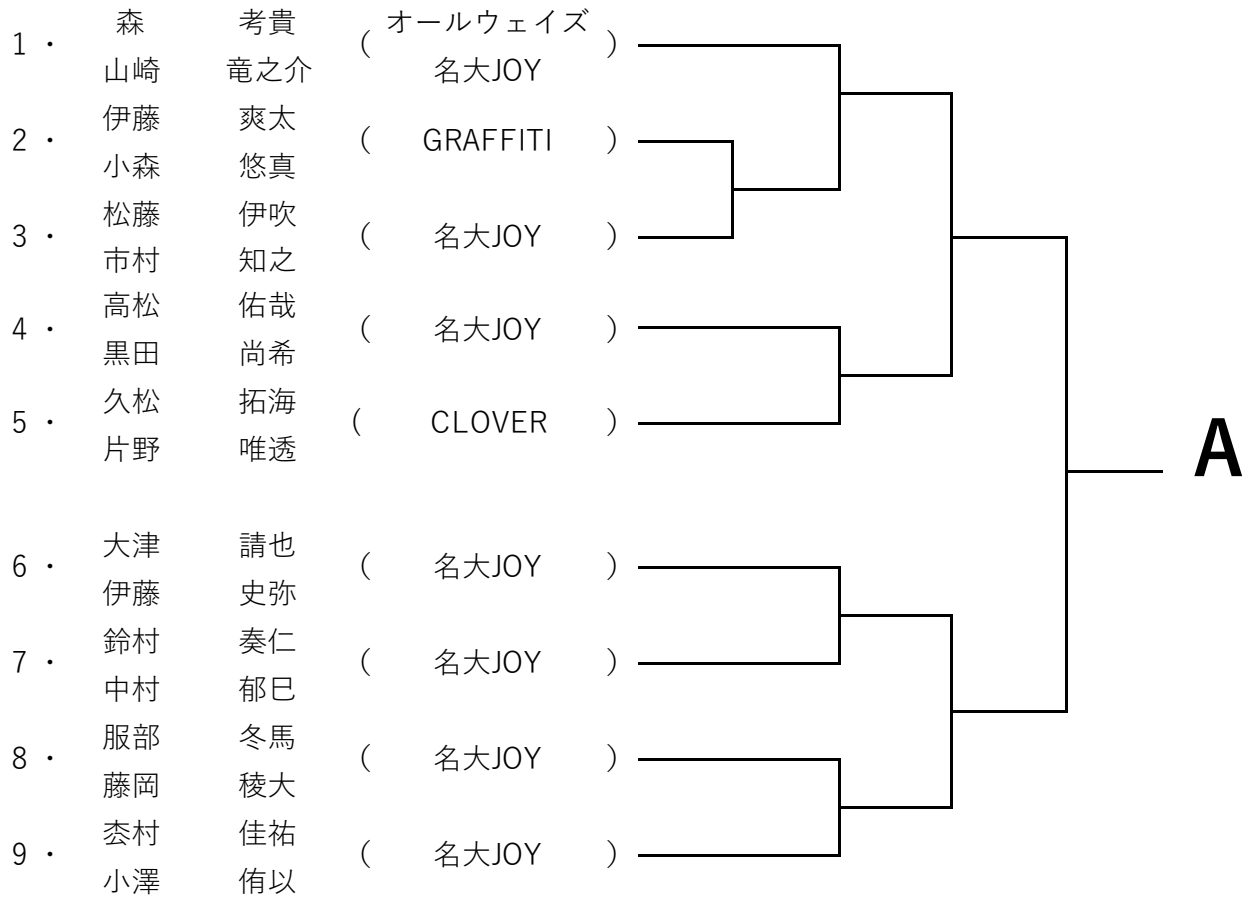 森 考貴 オールウェイズ
1・ ( )
山崎 竜之介 名大JOY
伊藤 爽太
2・ ( GRAFFITI )
小森 悠真
松藤 伊吹
3・ ( 名大JOY )
市村 知之
高松 佑哉
4・ ( 名大JOY )
黒田 尚希
久松 拓海
5・ ( CLOVER )
片野 唯透
A
大津 請也
6・ ( 名大JOY )
伊藤 史弥
鈴村 奏仁
7・ ( 名大JOY )
中村 郁巳
服部 冬馬
8・ ( 名大JOY )
藤岡 稜大
枩村 佳祐
9・ ( 名大JOY )
小澤 侑以